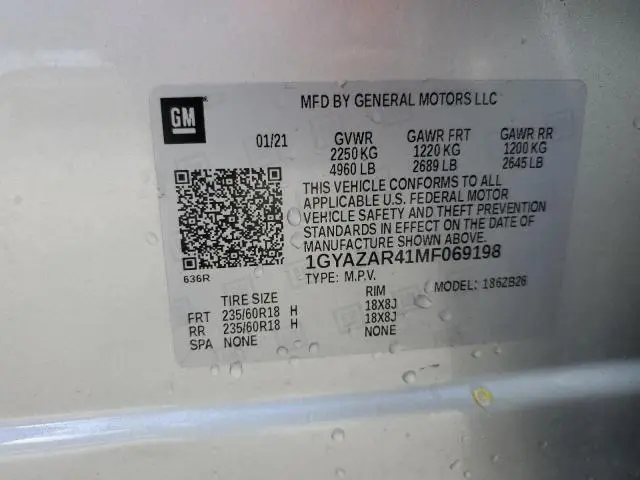 GM
MFD BY GENERAL MOTORS LLC
01/21 GVWR GAWR FRT GAWR RR
2250 KG 1220 KG 1200 KG
4960 LB 2689 LB 2645 LB
THIS VEHICLE CONFORMS TO ALL
APPLICABLE U.S. FEDERAL MOTOR
VEHICLE SAFETY AND THEFT PREVENTION
STANDARDS IN EFFECT ON THE DATE OF
MANUFACTURE SHOWN ABOVE.
636R
1GYAZAR41MF069198
TYPE: M.P.V. MODEL: 186ZB26
TIRE SIZE RIM
FRT 235/60R18 H 18X8J
RR 235/60R18 H 18X8J
SPA NONE NONE